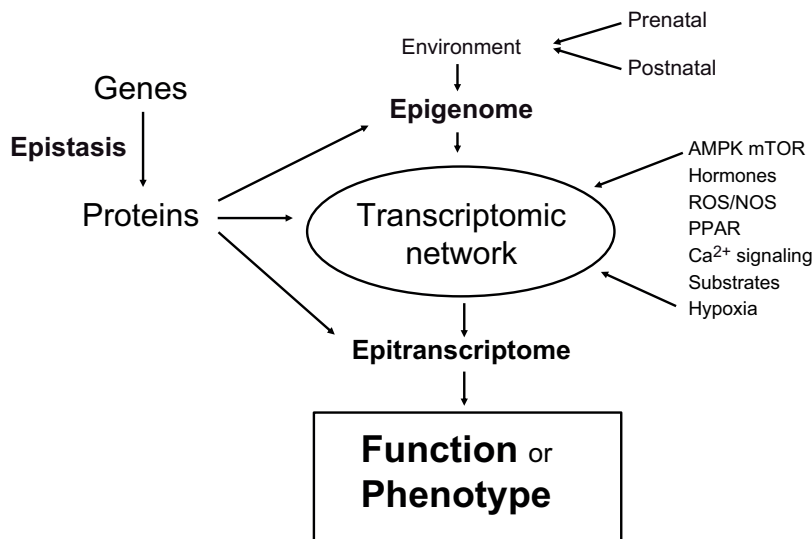 Prenatal
Environment
Postnatal
Genes
Epigenome
Epistasis
AMPK mTOR
Hormones
ROS/NOS
PPAR
Ca²⁺ signaling
Substrates
Hypoxia
Proteins
Transcriptomic
network
Epitranscriptome
Function or
Phenotype